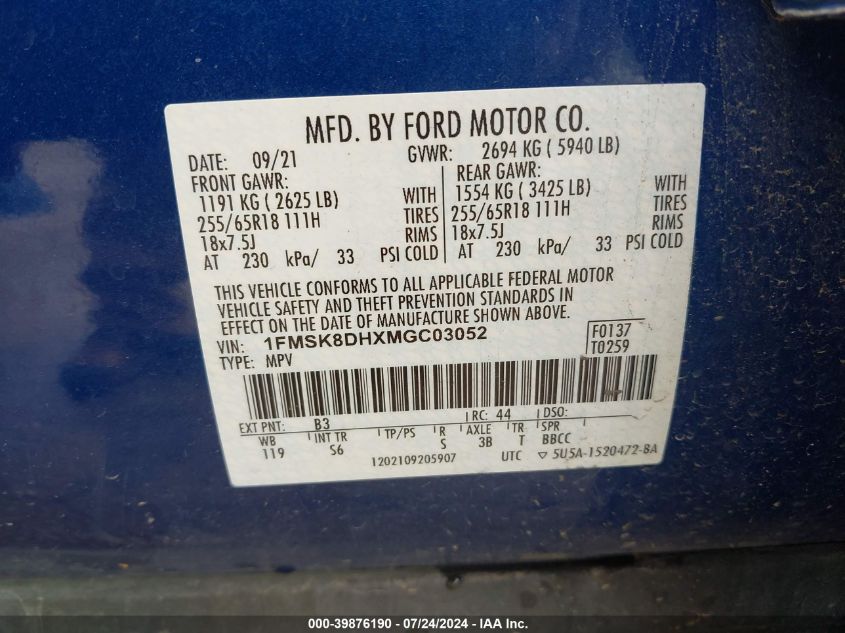 MFD. BY FORD MOTOR CO.
DATE: 09/21 GVWR: 2694 KG ( 5940 LB)
FRONT GAWR: REAR GAWR:
1191 KG ( 2625 LB) WITH 1554 KG ( 3425 LB) WITH
255/65R18 111H TIRES 255/65R18 111H TIRES
18x7.5J RIMS 18x7.5J RIMS
AT 230 kPa/ 33 PSI COLD AT 230 kPa/ 33 PSI COLD
THIS VEHICLE CONFORMS TO ALL APPLICABLE FEDERAL MOTOR
VEHICLE SAFETY AND THEFT PREVENTION STANDARDS IN
EFFECT ON THE DATE OF MANUFACTURE SHOWN ABOVE.
VIN: 1FMSK8DHXMGC03052 F0137
TYPE: MPV T0259
EXT PNT: B3 RC: 44 DSO:
WB INT TR TP/PS R AXLE TR SPR
119 S6 S 3B T BBCC
1202109205907 UTC ▽ 5U5A-1520472-BA
000-39876190 - 07/24/2024 - IAA Inc.